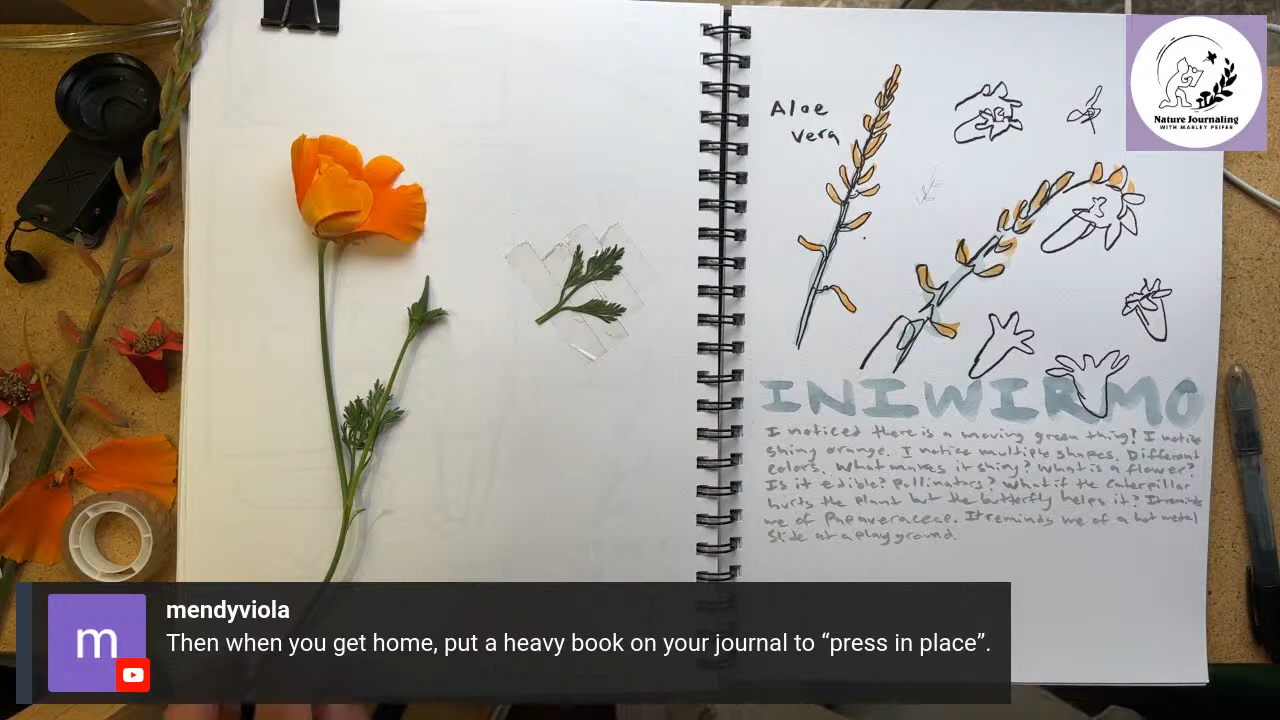 Nature Journaling
WITH MARLEY PEIFER
Aloe
vera
INIWIRMO
I noticed there is a moving green thing! I notice
shiny orange. I notice multiple shapes. Different
colors. What makes it shiny? What is a flower?
Is it edible? Pollinators? What if the caterpillar
hurts the plant but the butterfly helps it? It reminds
me of Papaveraceae. It reminds me of a hot metal
slide at a playground.
m
mendyviola
Then when you get home, put a heavy book on your journal to “press in place”.